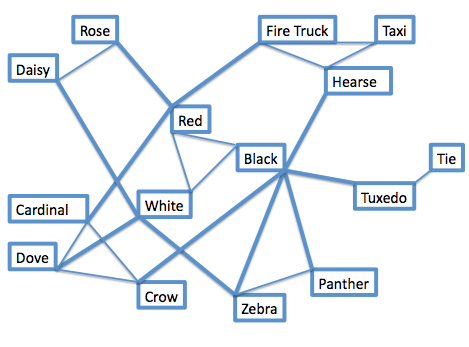 Rose
Fire Truck
Taxi
Daisy
Hearse
Red
Black
Tie
Cardinal
White
Tuxedo
Dove
Crow
Panther
Zebra